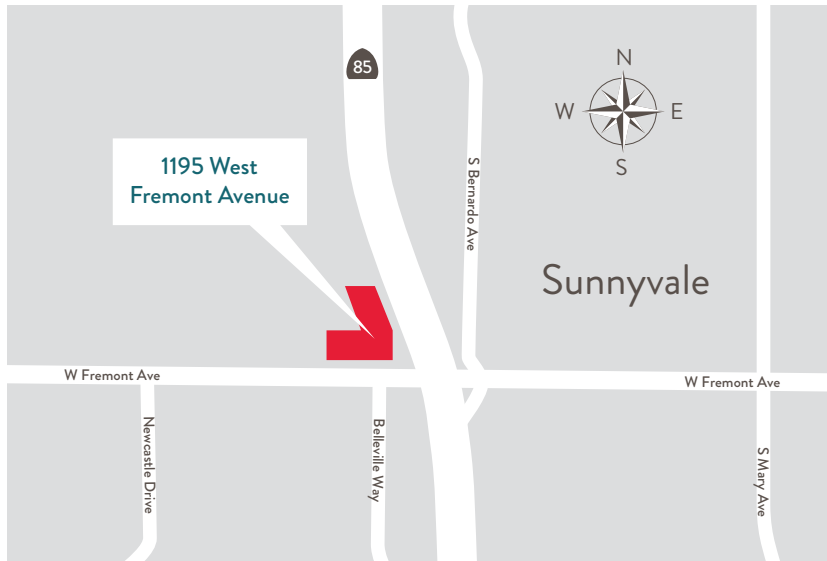 85
N
W E
S
1195 West
Fremont Avenue
S Bernardo Ave
Sunnyvale
W Fremont Ave
W Fremont Ave
Newcastle Drive
Belleville Way
S Mary Ave